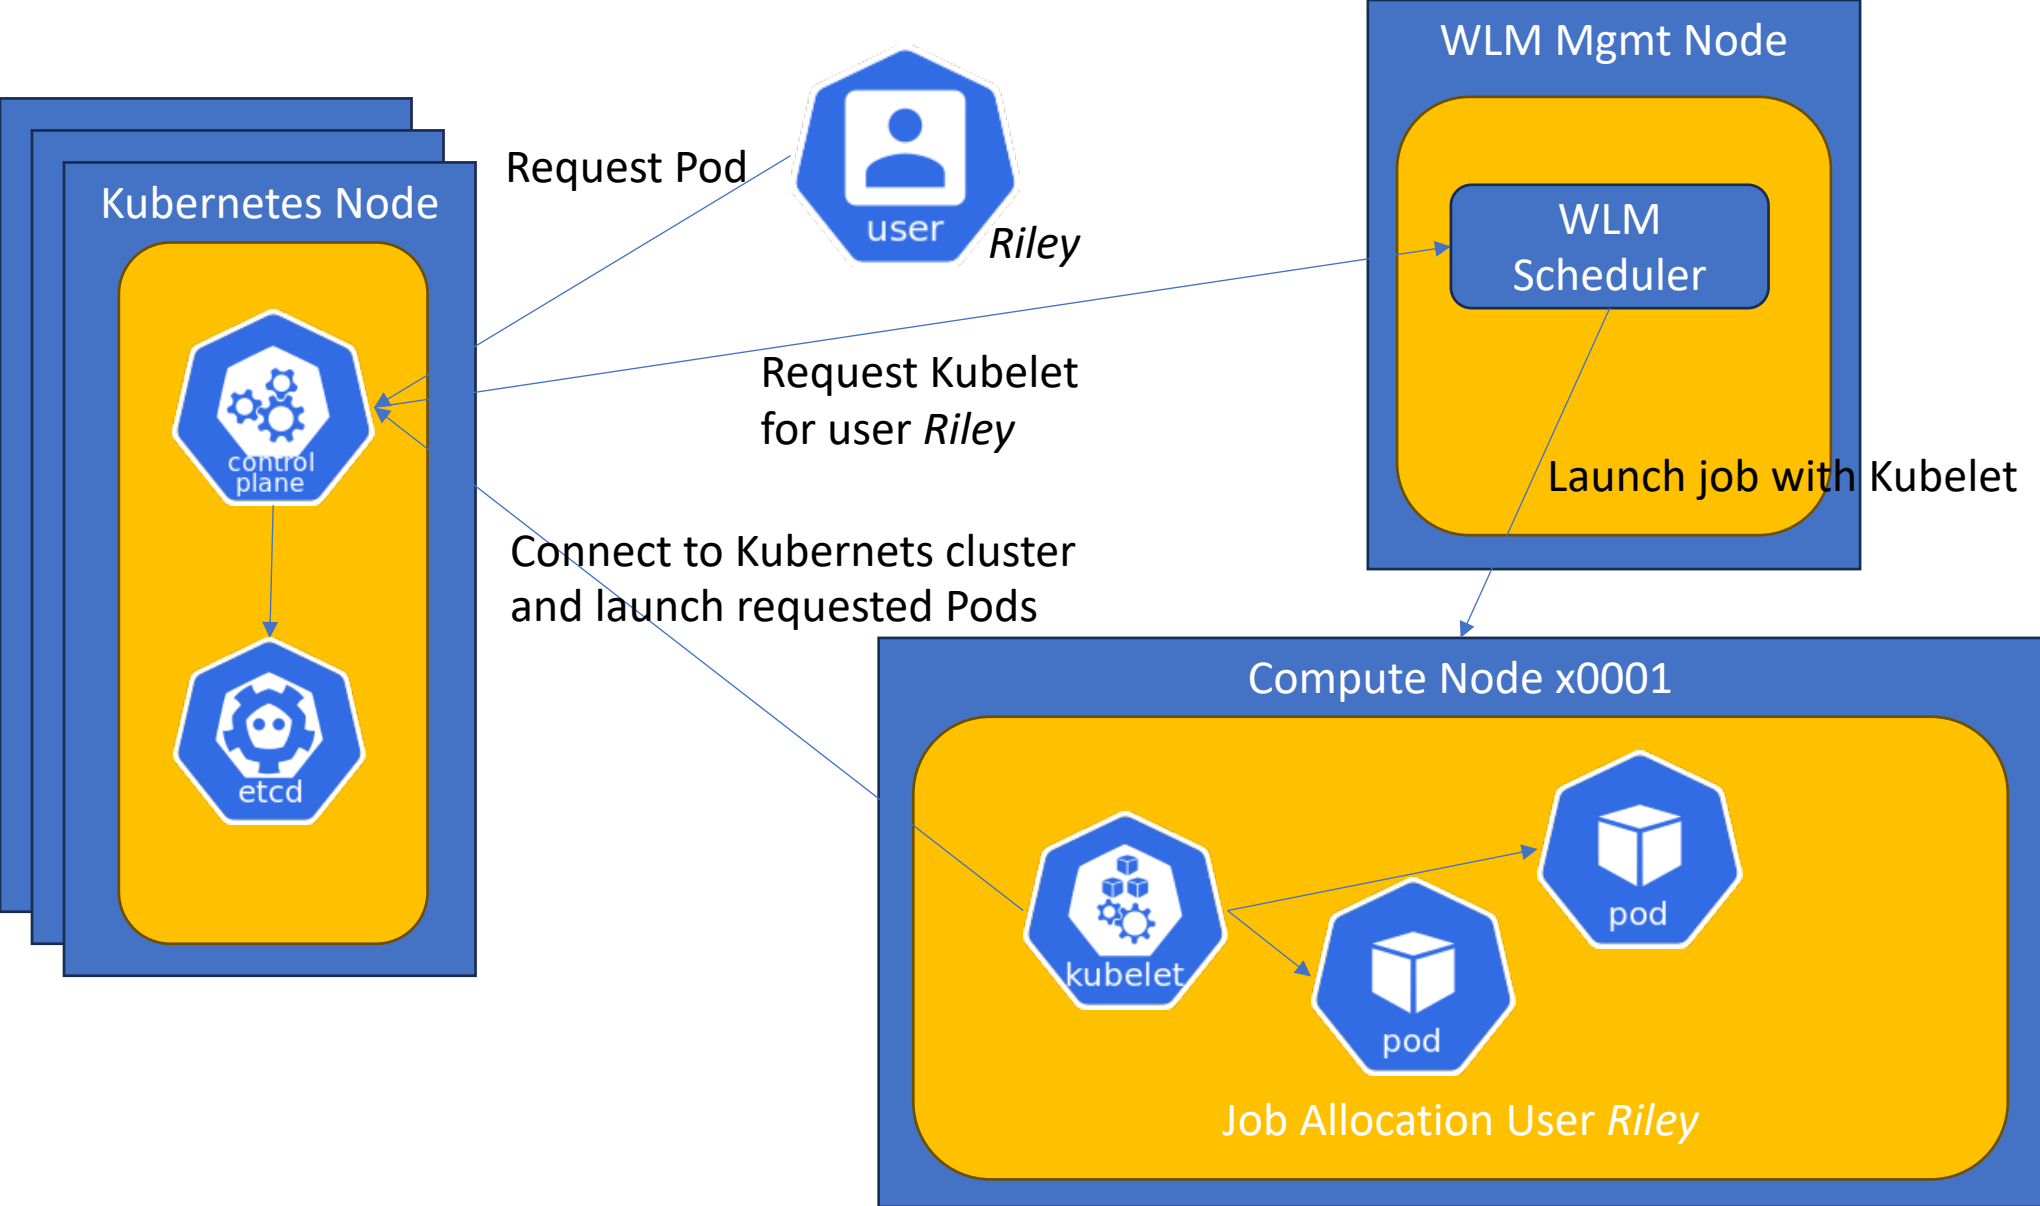 WLM Mgmt Node
Request Pod
user
Riley
Kubernetes Node
WLM
Scheduler
Request Kubelet
for user Riley
control
plane
Launch job with Kubelet
Connect to Kubernets cluster
and launch requested Pods
etcd
Compute Node x0001
kubelet
pod
pod
Job Allocation User Riley